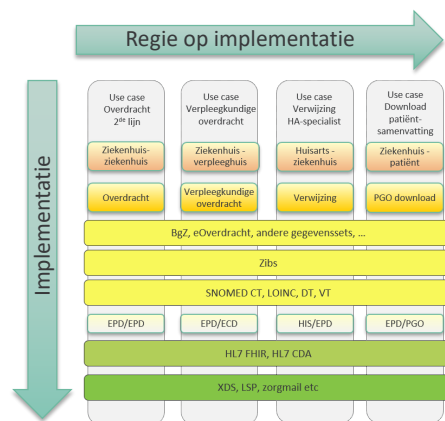 Regie op implementatie
Implementatie
Use case
Overdracht
2de lijn
Use case
Verpleegkundige
overdracht
Use case
Verwijzing
HA-specialist
Use case
Download
patiënt-
samenvatting
Ziekenhuis-
ziekenhuis
Ziekenhuis -
verpleeghuis
Huisarts -
ziekenhuis
Ziekenhuis -
patiënt
Overdracht
Verpleegkundige
overdracht
Verwijzing
PGO download
BgZ, eOverdracht, andere gegevenssets, ...
Zibs
SNOMED CT, LOINC, DT, VT
EPD/EPD
EPD/ECD
HIS/EPD
EPD/PGO
HL7 FHIR, HL7 CDA
XDS, LSP, zorgmail etc